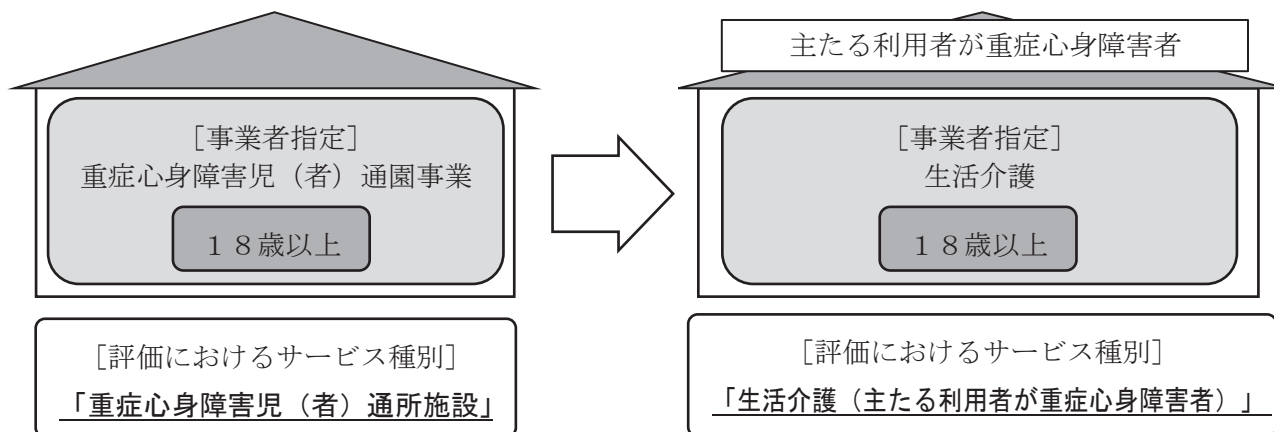 [事業者指定]
重症心身障害児（者）通園事業
１８歳以上
[評価におけるサービス種別]
「重症心身障害児（者）通所施設」
主たる利用者が重症心身障害者
[事業者指定]
生活介護
１８歳以上
[評価におけるサービス種別]
「生活介護（主たる利用者が重症心身障害者）」